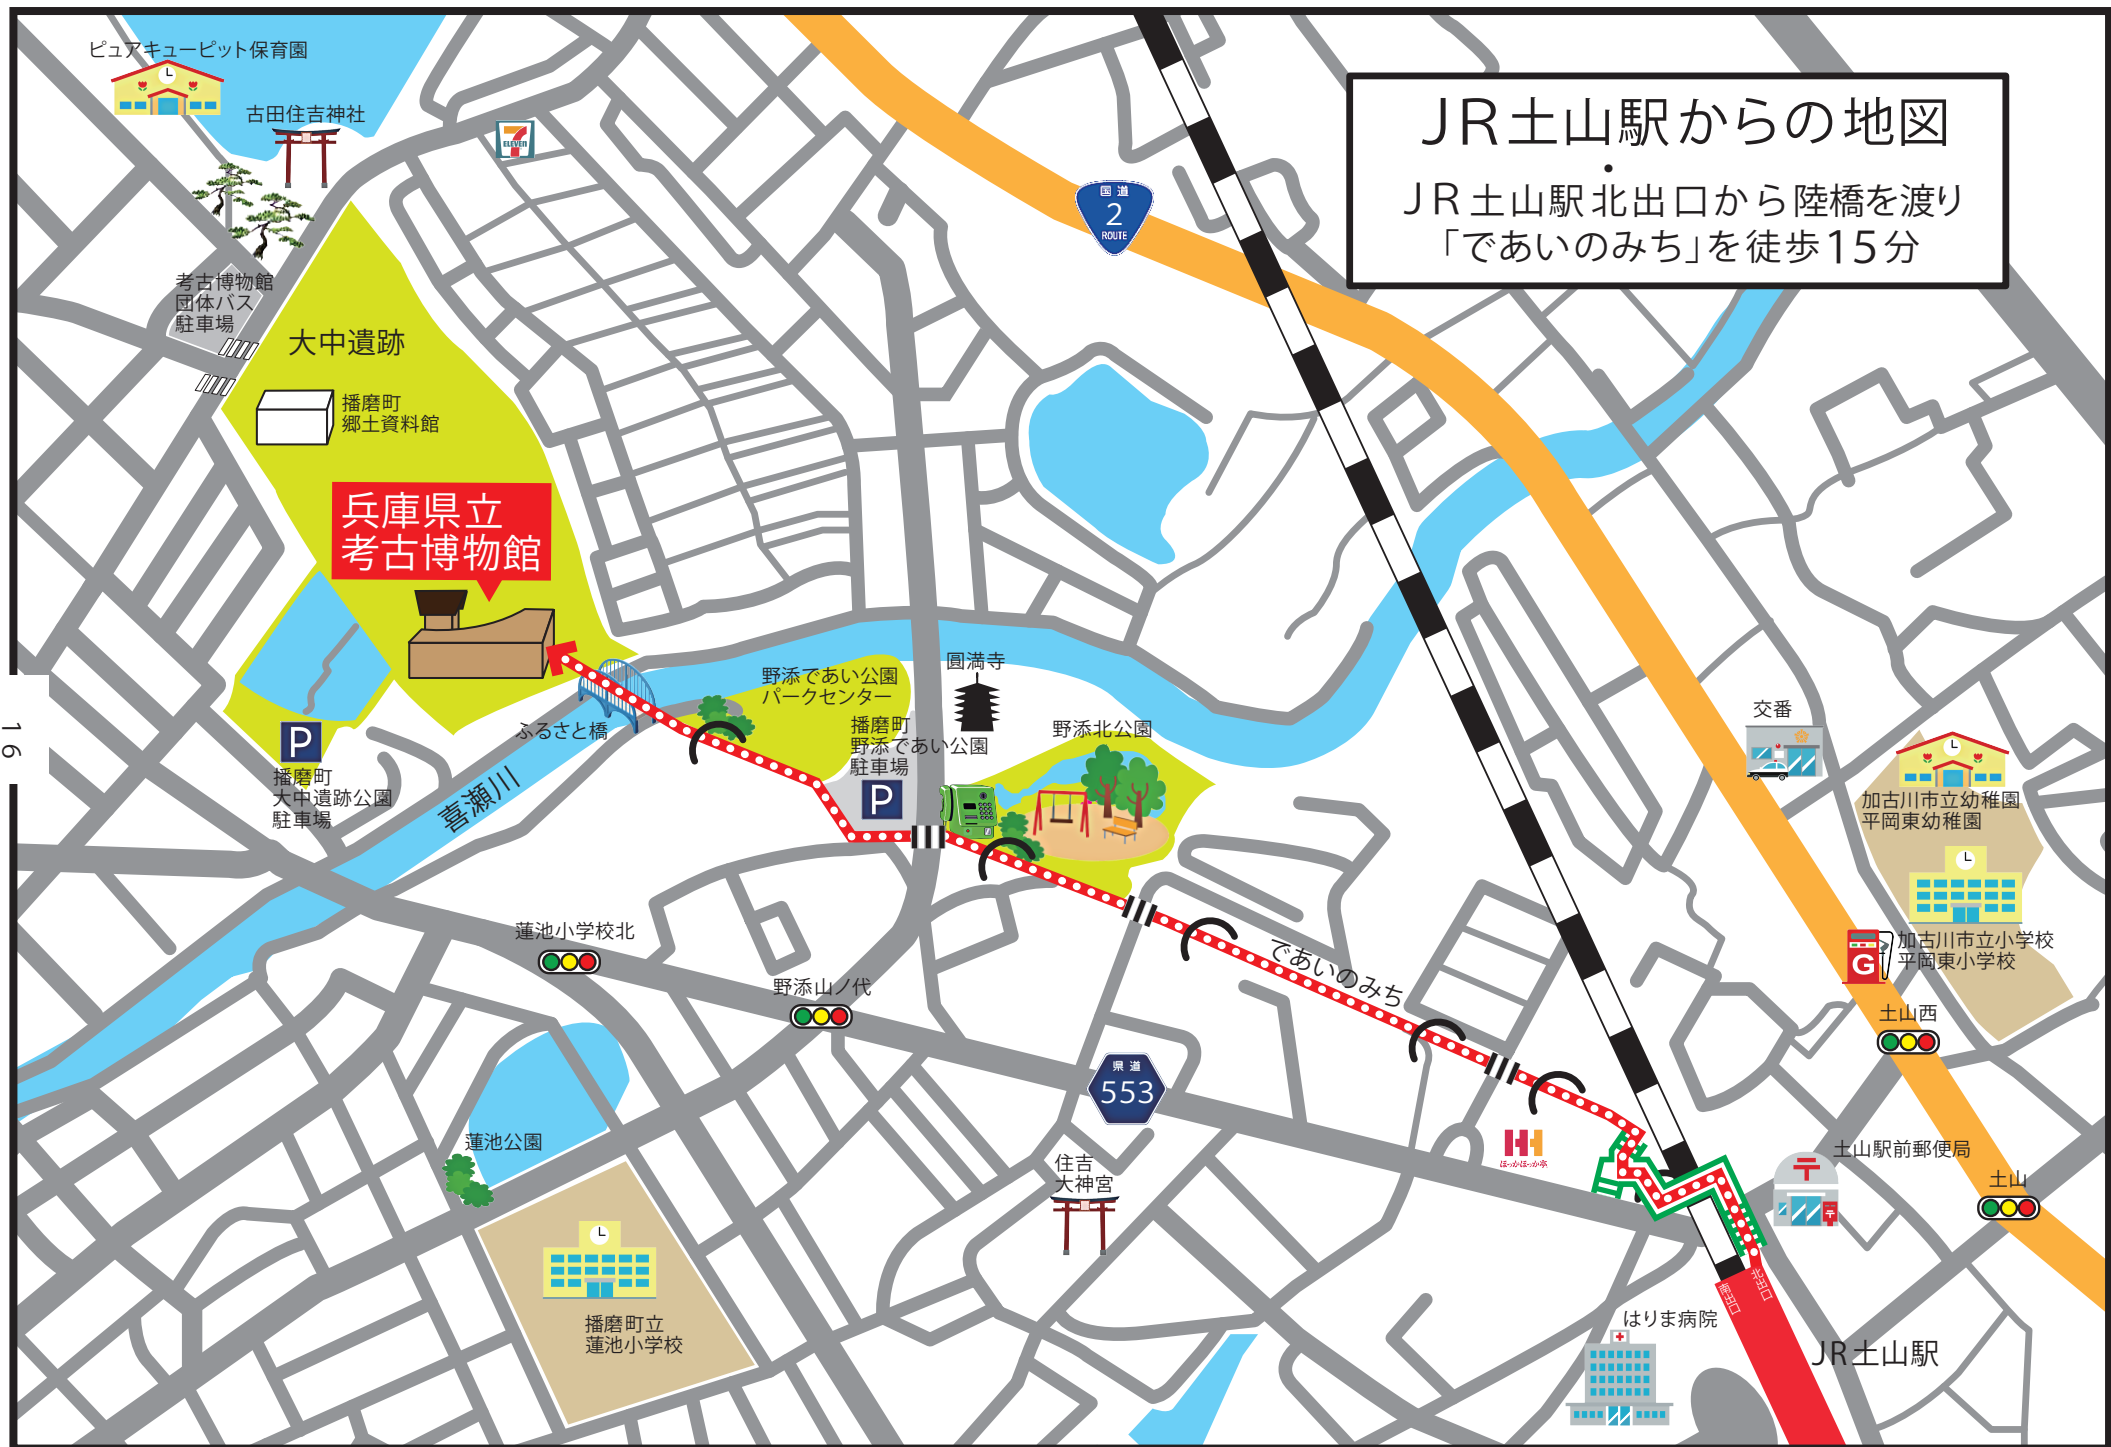 JR土山駅からの地図
JR土山駅北出口から陸橋を渡り
「であいのみち」を徒歩15分
ピュアキューピット保育園
古田住吉神社
7
ELEVEn
考古博物館
団体バス
駐車場
大中遺跡
播磨町
郷土資料館
兵庫県立
考古博物館
国道
2
ROUTE
野添であい公園
パークセンター
圓満寺
播磨町
野添であい公園
駐車場
P
野添北公園
ふるさと橋
P
播磨町
大中遺跡公園
駐車場
喜瀬川
16
交番
加古川市立幼稚園
平岡東幼稚園
G
加古川市立小学校
平岡東小学校
土山西
であいのみち
蓮池小学校北
野添山ノ代
県道
553
蓮池公園
住吉
大神宮
ほっかほっか亭
土山駅前郵便局
土山
播磨町立
蓮池小学校
南出口
北出口
はりま病院
JR土山駅